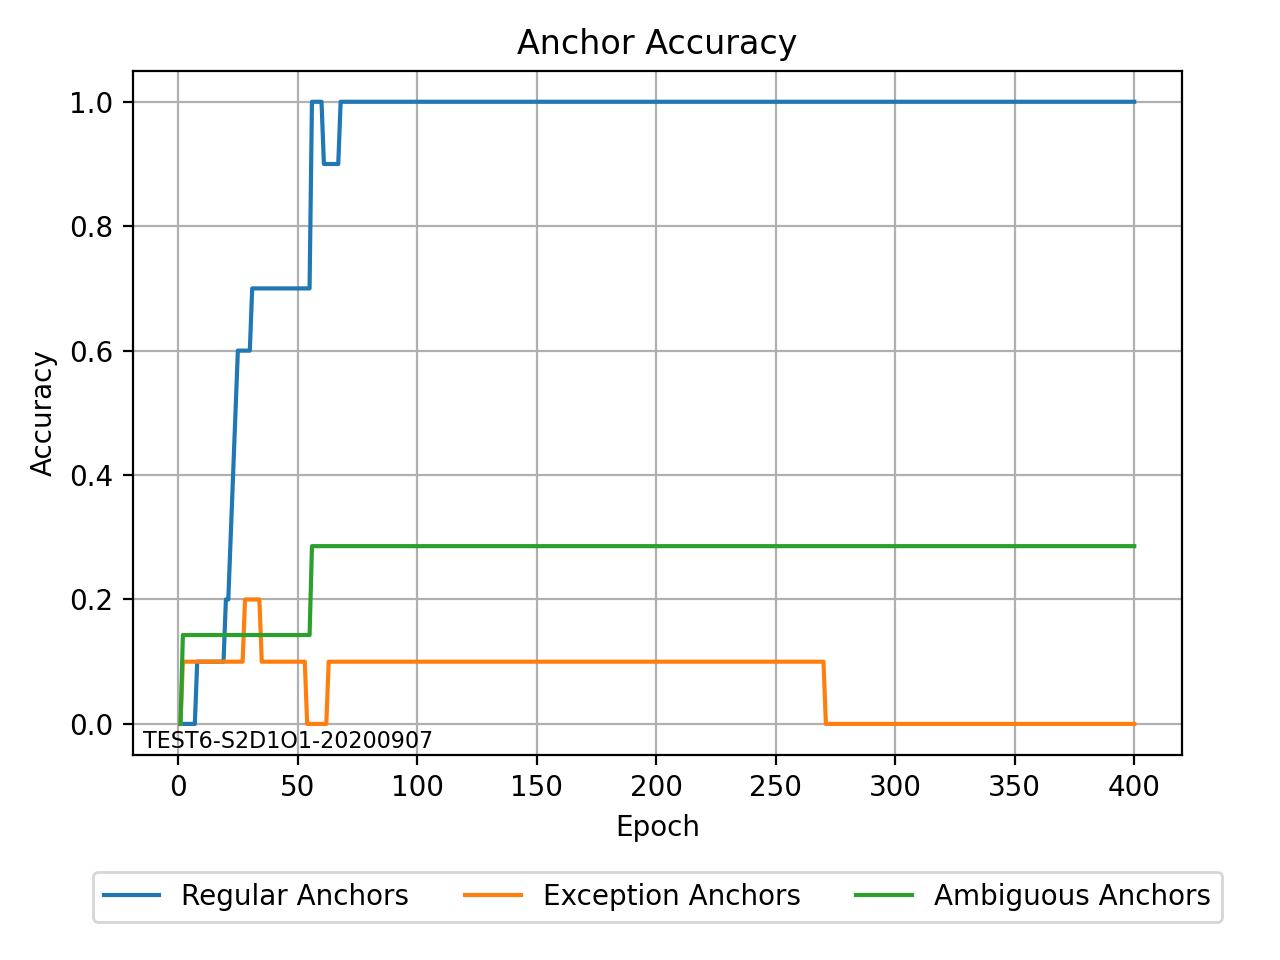 Anchor Accuracy
1.0
0.8
0.6
0.4
0.2
0.0
Accuracy
TEST6-S2D1O1-20200907
0 50 100 150 200 250 300 350 400
Epoch
Regular Anchors Exception Anchors Ambiguous Anchors